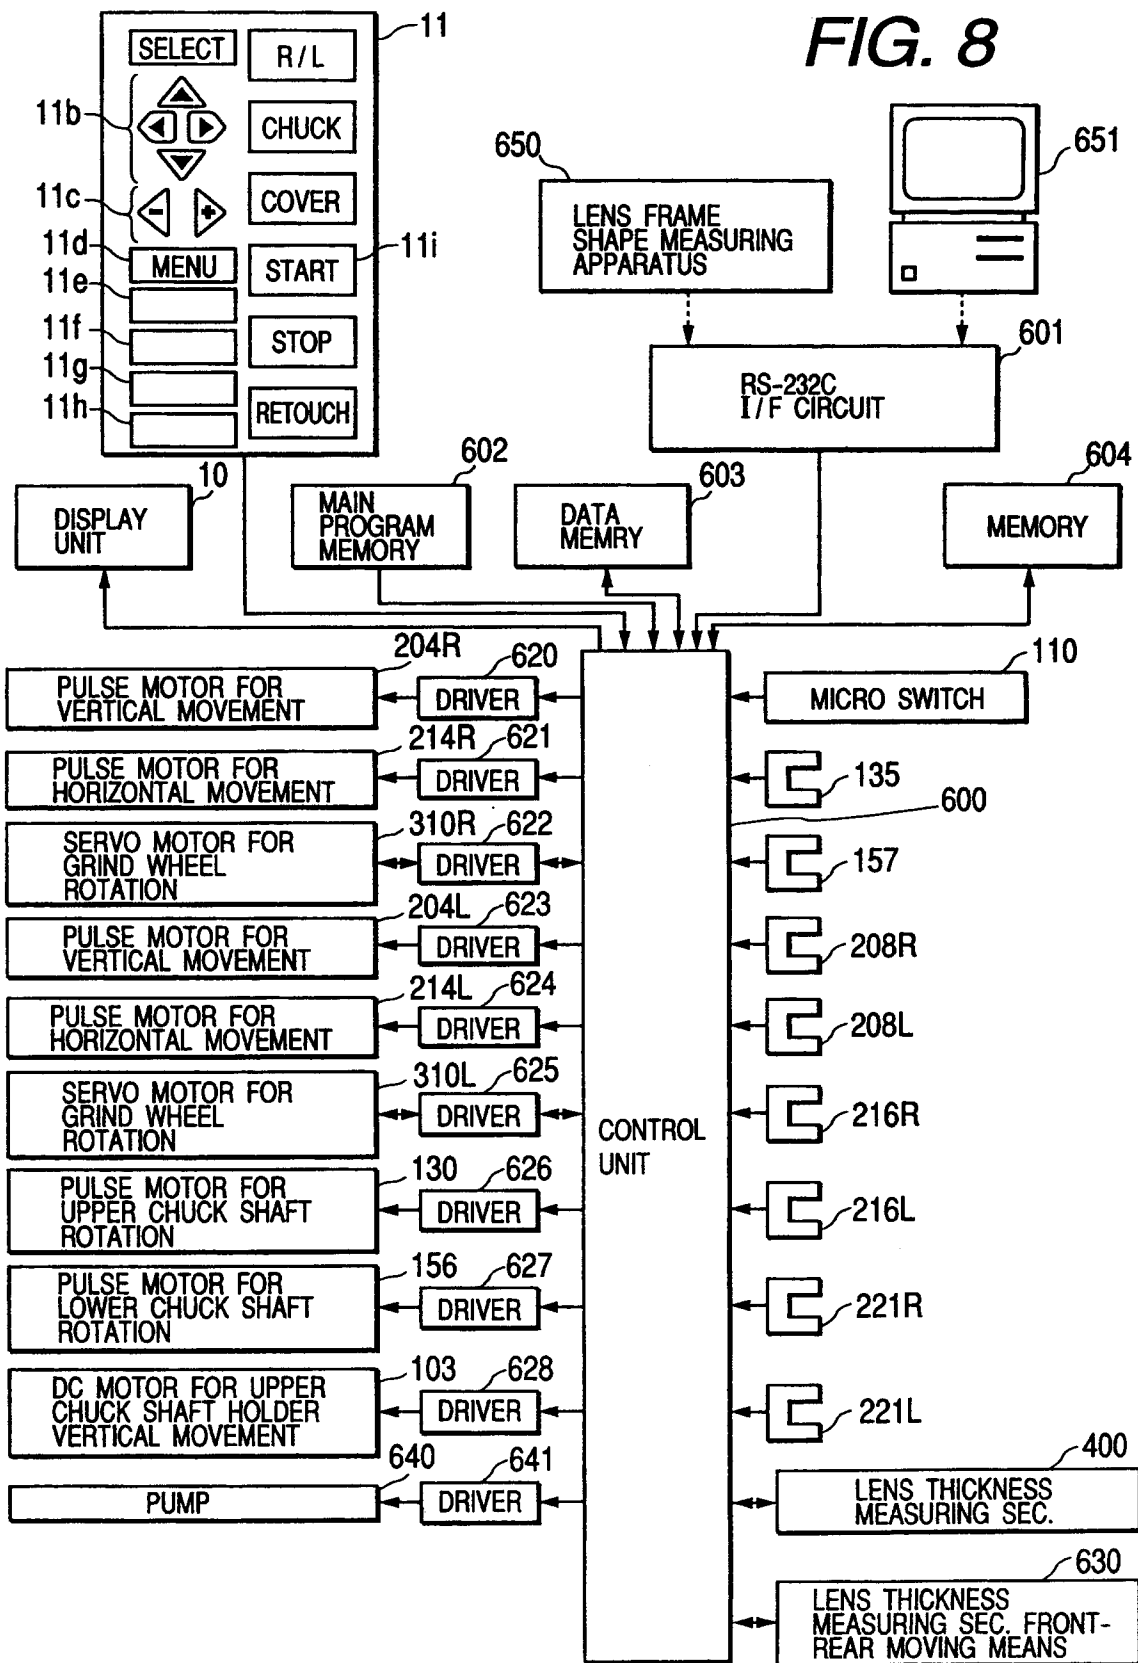 FIG. 8
11
SELECT
R/L
11b
CHUCK
11c
−
+
COVER
11d
MENU
START
11i
11e
11f
STOP
11g
11h
RETOUCH
650
LENS FRAME
SHAPE MEASURING
APPARATUS
651
601
RS-232C
I/F CIRCUIT
10
DISPLAY
UNIT
602
MAIN
PROGRAM
MEMORY
603
DATA
MEMRY
604
MEMORY
204R
PULSE MOTOR FOR
VERTICAL MOVEMENT
620
DRIVER
110
MICRO SWITCH
214R
PULSE MOTOR FOR
HORIZONTAL MOVEMENT
621
DRIVER
135
600
310R
SERVO MOTOR FOR
GRIND WHEEL
ROTATION
622
DRIVER
157
204L
PULSE MOTOR FOR
VERTICAL MOVEMENT
623
DRIVER
208R
214L
PULSE MOTOR FOR
HORIZONTAL MOVEMENT
624
DRIVER
208L
310L
SERVO MOTOR FOR
GRIND WHEEL
ROTATION
625
DRIVER
CONTROL
UNIT
216R
130
PULSE MOTOR FOR
UPPER CHUCK SHAFT
ROTATION
626
DRIVER
216L
156
PULSE MOTOR FOR
LOWER CHUCK SHAFT
ROTATION
627
DRIVER
221R
103
DC MOTOR FOR UPPER
CHUCK SHAFT HOLDER
VERTICAL MOVEMENT
628
DRIVER
221L
640
PUMP
641
DRIVER
400
LENS THICKNESS
MEASURING SEC.
630
LENS THICKNESS
MEASURING SEC. FRONT-
REAR MOVING MEANS